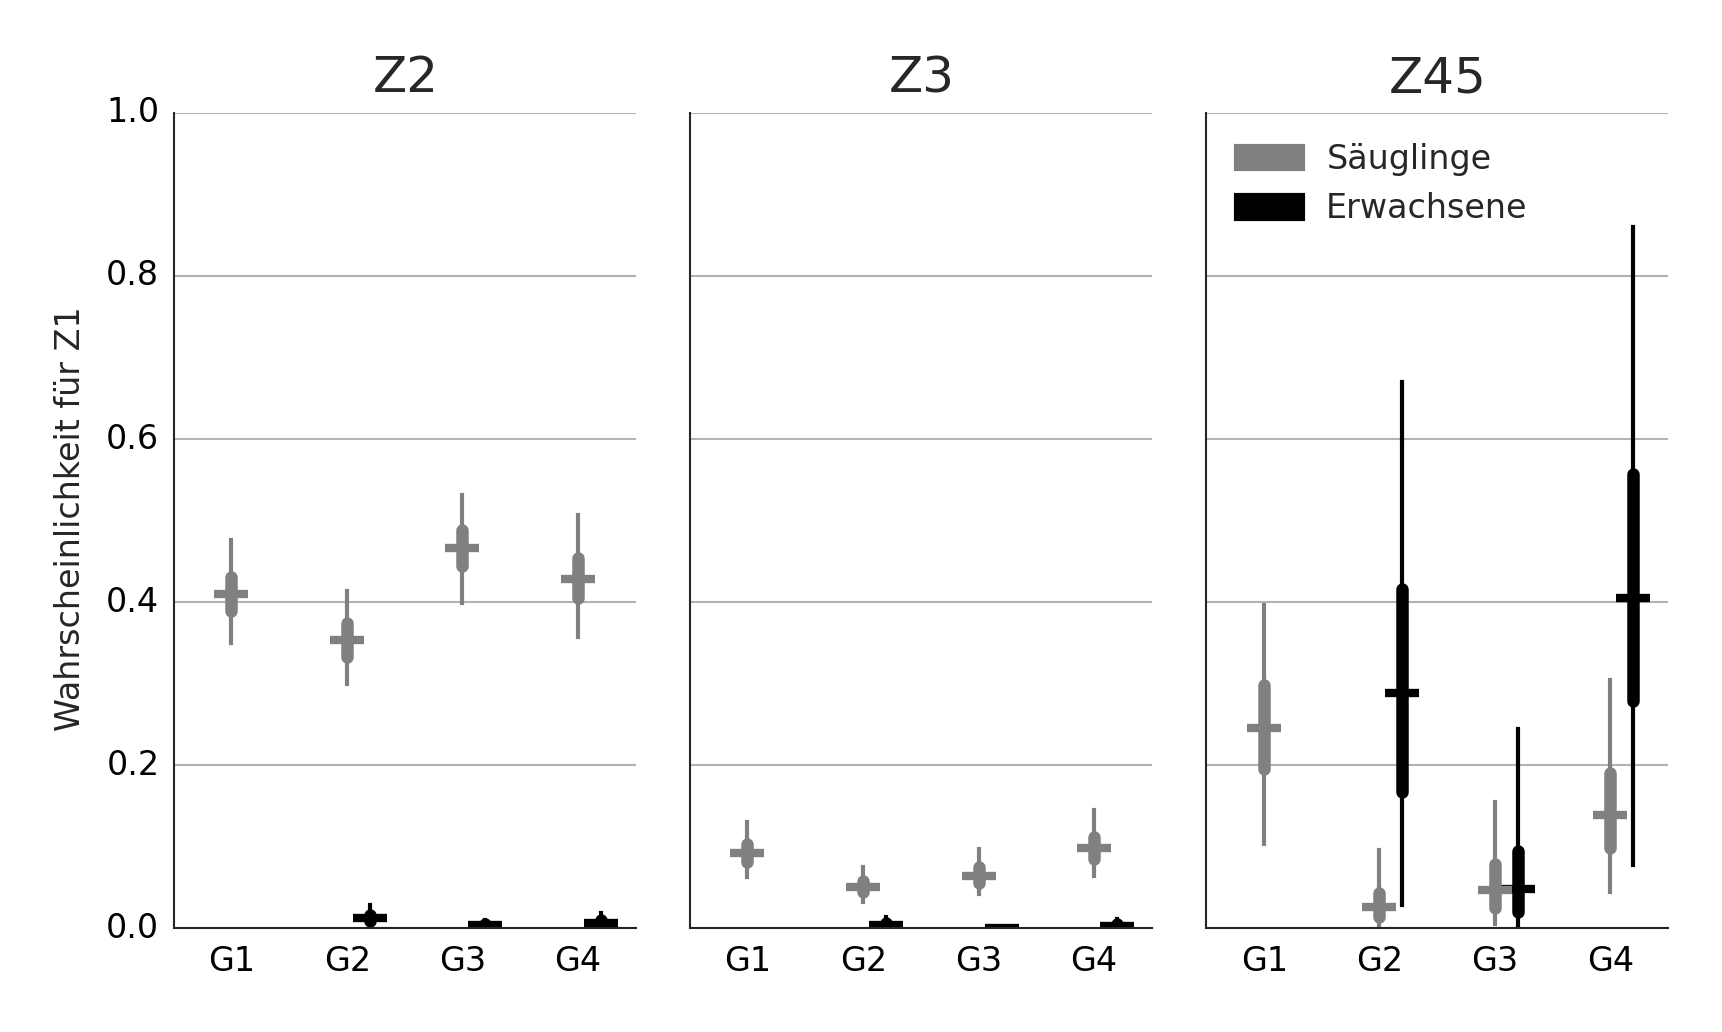 Z2 Z3 Z45
Wahrscheinlichkeit für Z1
1.0
0.8
0.6
0.4
0.2
0.0
Säuglinge
Erwachsene
G1 G2 G3 G4 G1 G2 G3 G4 G1 G2 G3 G4